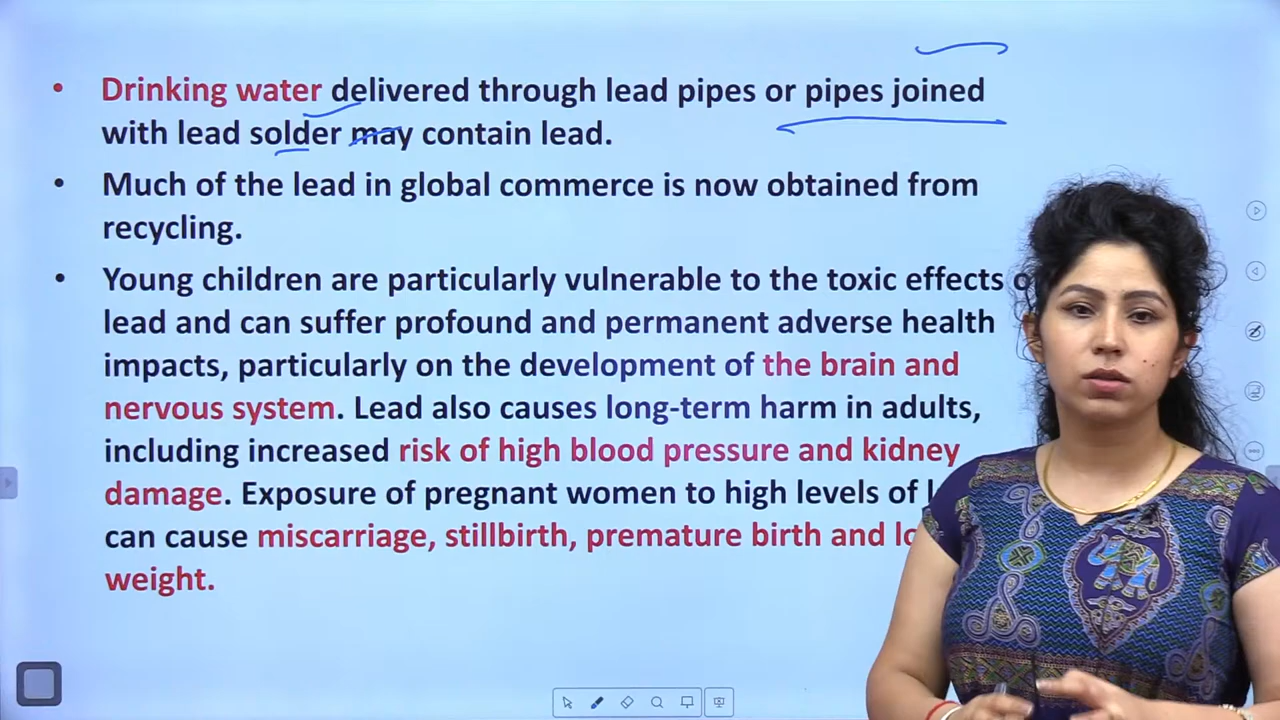 • Drinking water delivered through lead pipes or pipes joined
with lead solder may contain lead.
• Much of the lead in global commerce is now obtained from
recycling.
• Young children are particularly vulnerable to the toxic effects
lead and can suffer profound and permanent adverse health
impacts, particularly on the development of the brain and
nervous system. Lead also causes long-term harm in adults,
including increased risk of high blood pressure and kidney
damage. Exposure of pregnant women to high levels of
can cause miscarriage, stillbirth, premature birth and
weight.